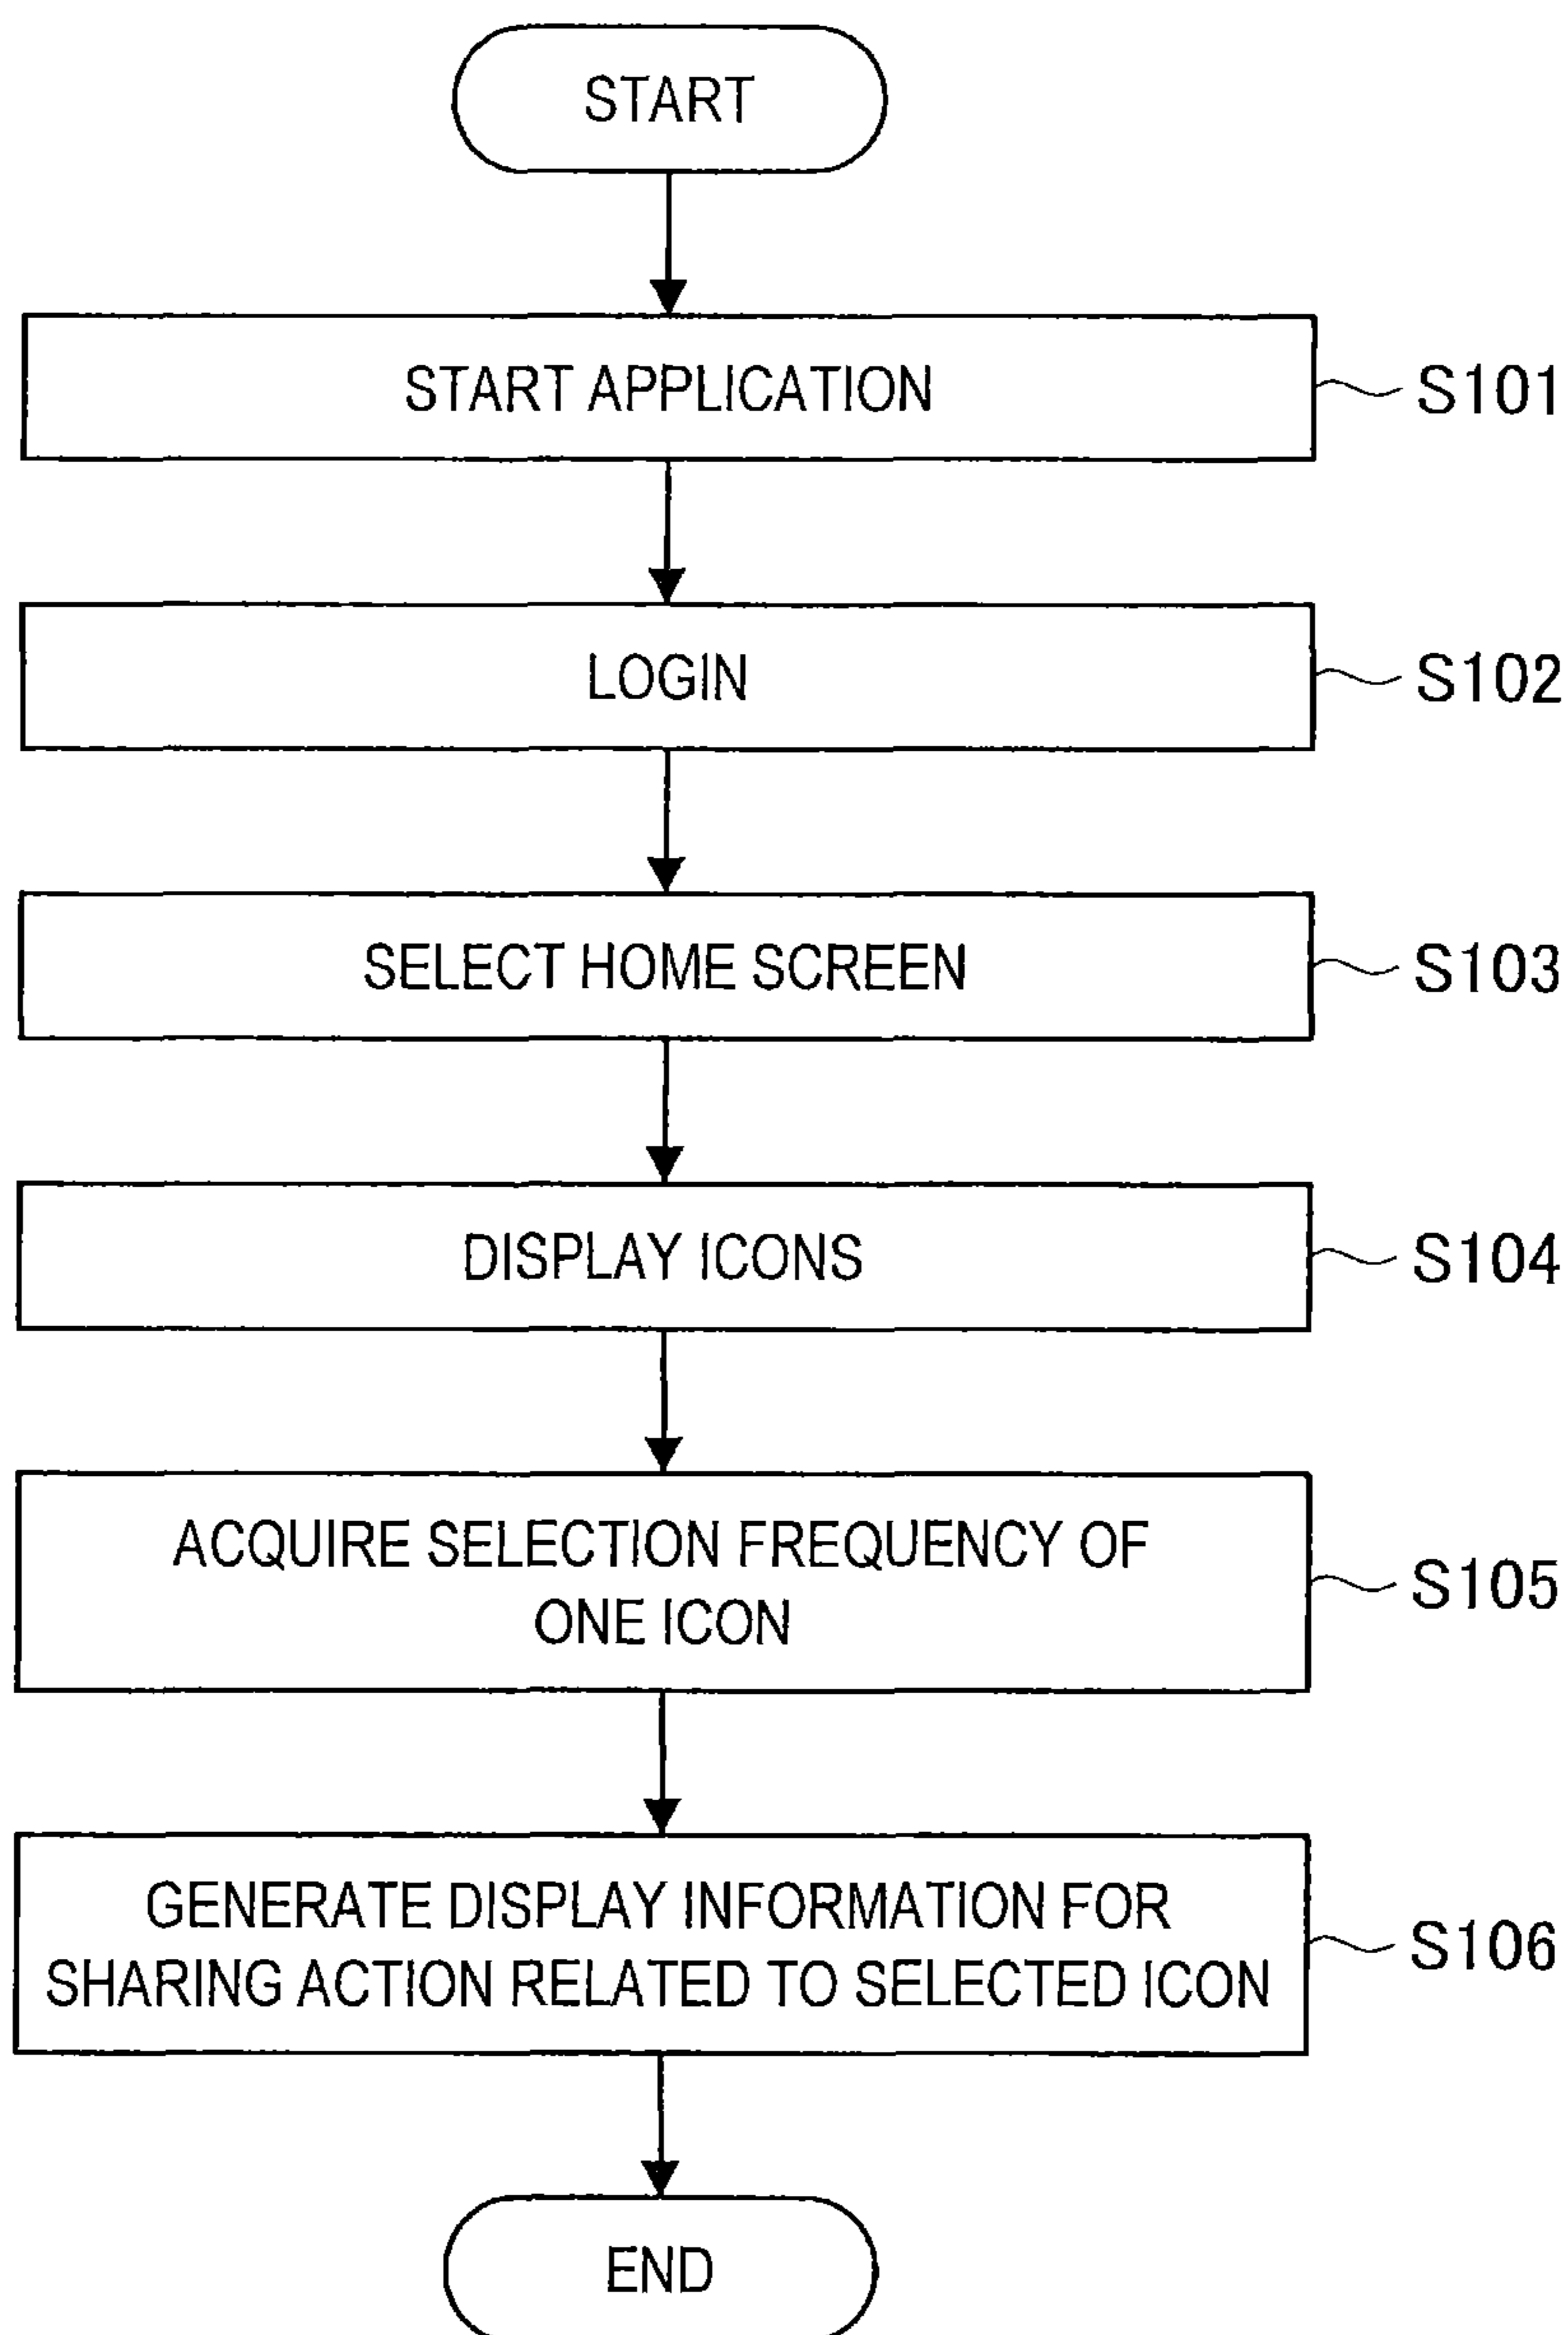 START
START APPLICATION
S101
LOGIN
S102
SELECT HOME SCREEN
S103
DISPLAY ICONS
S104
ACQUIRE SELECTION FREQUENCY OF
ONE ICON
S105
GENERATE DISPLAY INFORMATION FOR
SHARING ACTION RELATED TO SELECTED ICON
S106
END